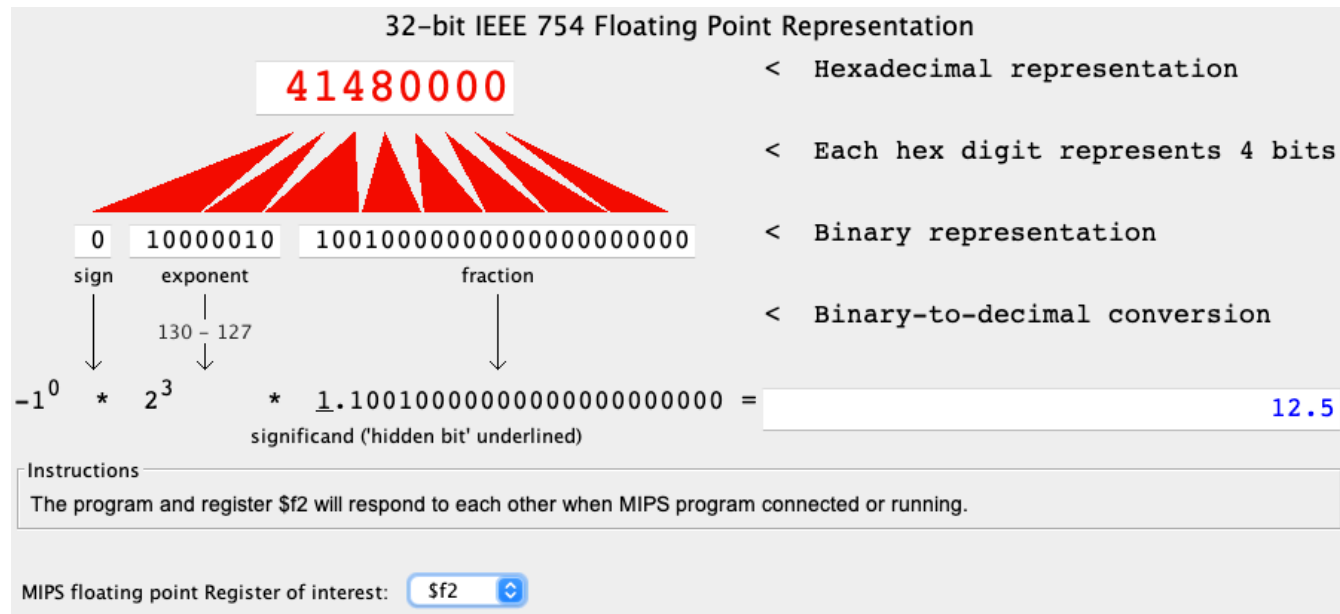 32-bit IEEE 754 Floating Point Representation
41480000 < Hexadecimal representation
< Each hex digit represents 4 bits
0 10000010 10010000000000000000000 < Binary representation
sign exponent fraction
130 - 127 < Binary-to-decimal conversion
-1^0 * 2^3 * 1.10010000000000000000000 = 12.5
significand ('hidden bit' underlined)
Instructions
The program and register $f2 will respond to each other when MIPS program connected or running.
MIPS floating point Register of interest: $f2